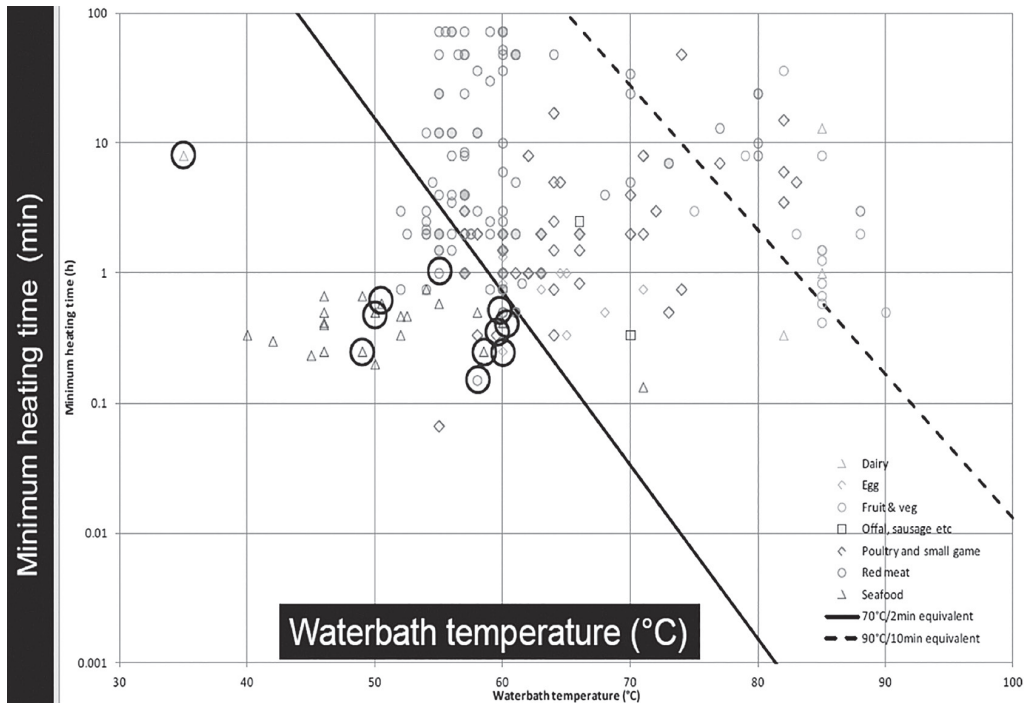 Minimum heating time (min)
Minimum heating time (h)
100
10
1
0.1
0.01
0.001
30
40
50
60
70
80
90
100
Waterbath temperature (°C)
Waterbath temperature (°C)
Dairy
Egg
Fruit & veg
Offal, sausage etc
Poultry and small game
Red meat
Seafood
70°C/2min equivalent
90°C/10min equivalent